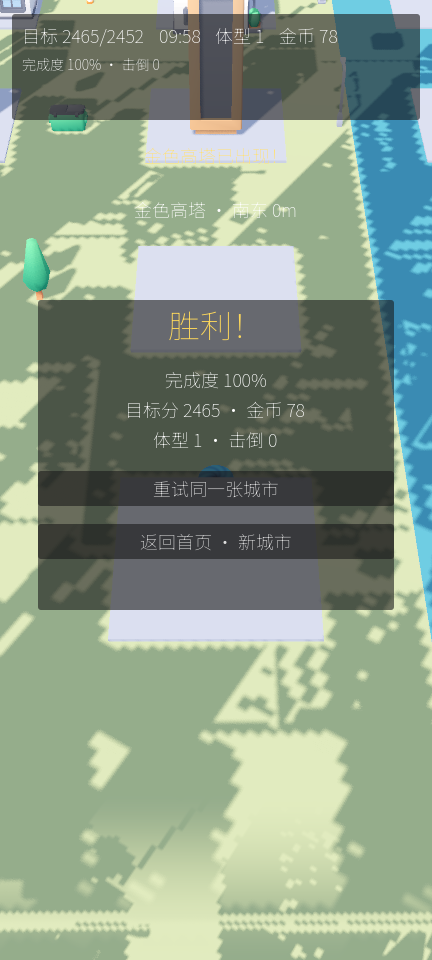 目标 2465/2452 09:58 体型 1 金币 78
完成度 100% · 击倒 0
金色高塔 · 南东 0m
胜利！
完成度 100%
目标分 2465 · 金币 78
体型 1 · 击倒 0
重试同一张城市
返回首页 · 新城市